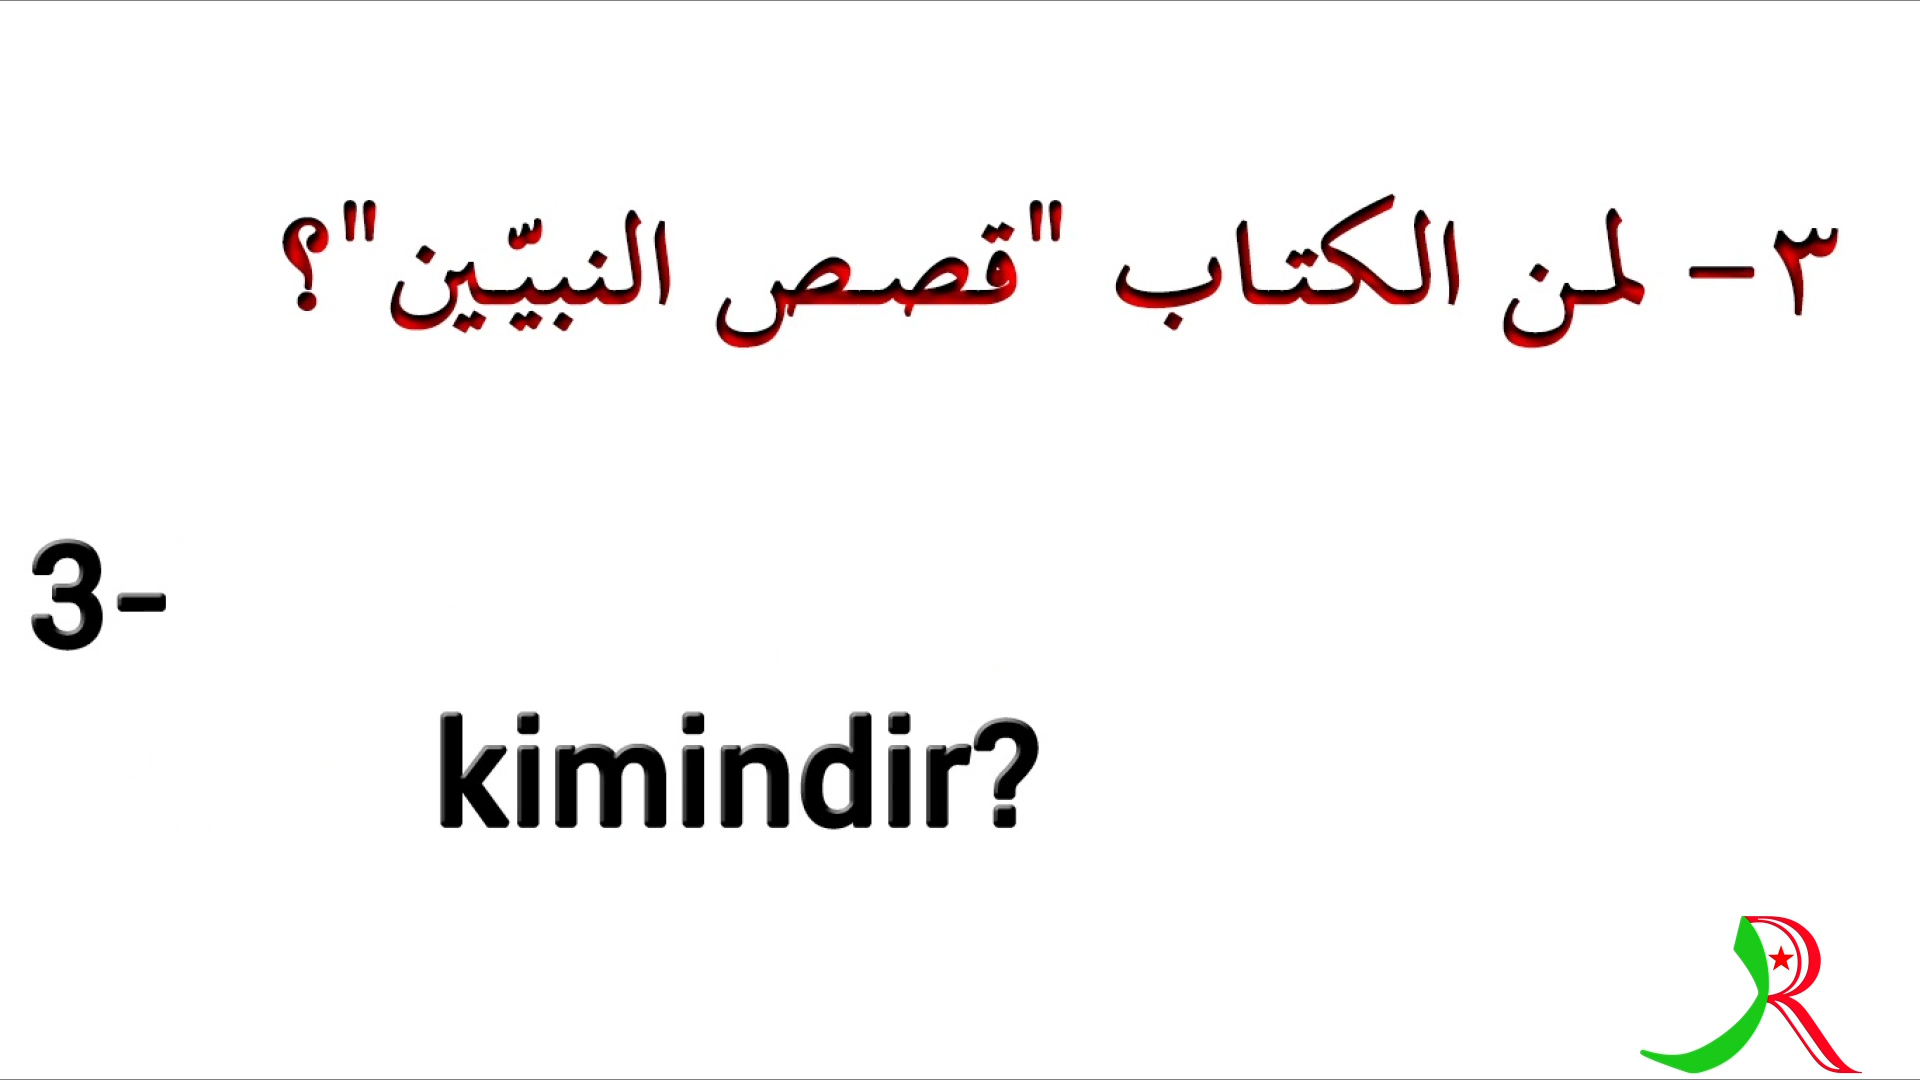 ٣- لمن الكتاب "قصص النبيّين"؟
3-
kimindir?